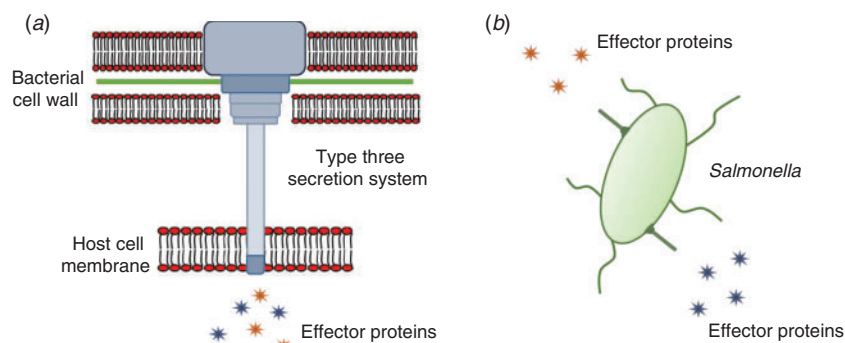 (a)
Bacterial
cell wall
Type three
secretion system
Host cell
membrane
Effector proteins
(b)
Effector proteins
Salmonella
Effector proteins